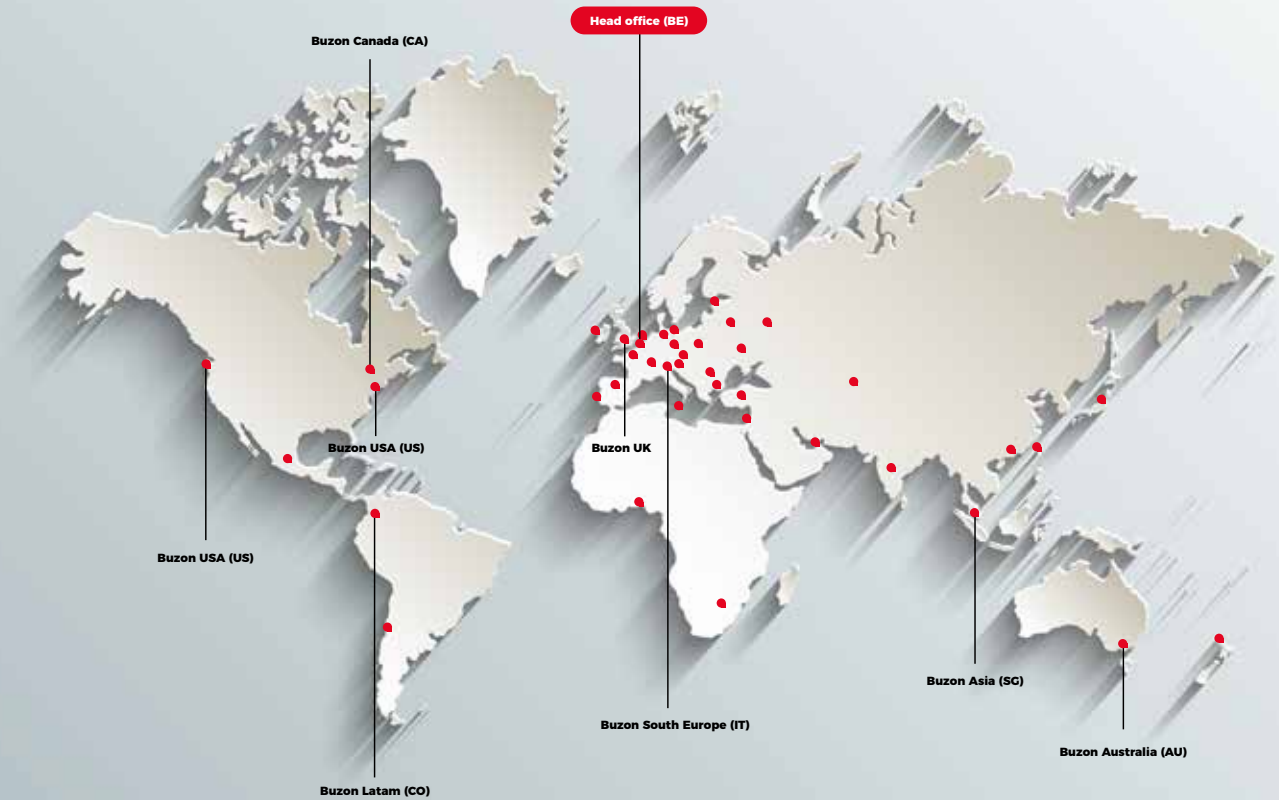 Head office (BE)
Buzon Canada (CA)
Buzon USA (US)
Buzon UK
Buzon USA (US)
Buzon Asia (SG)
Buzon South Europe (IT)
Buzon Australia (AU)
Buzon Latam (CO)